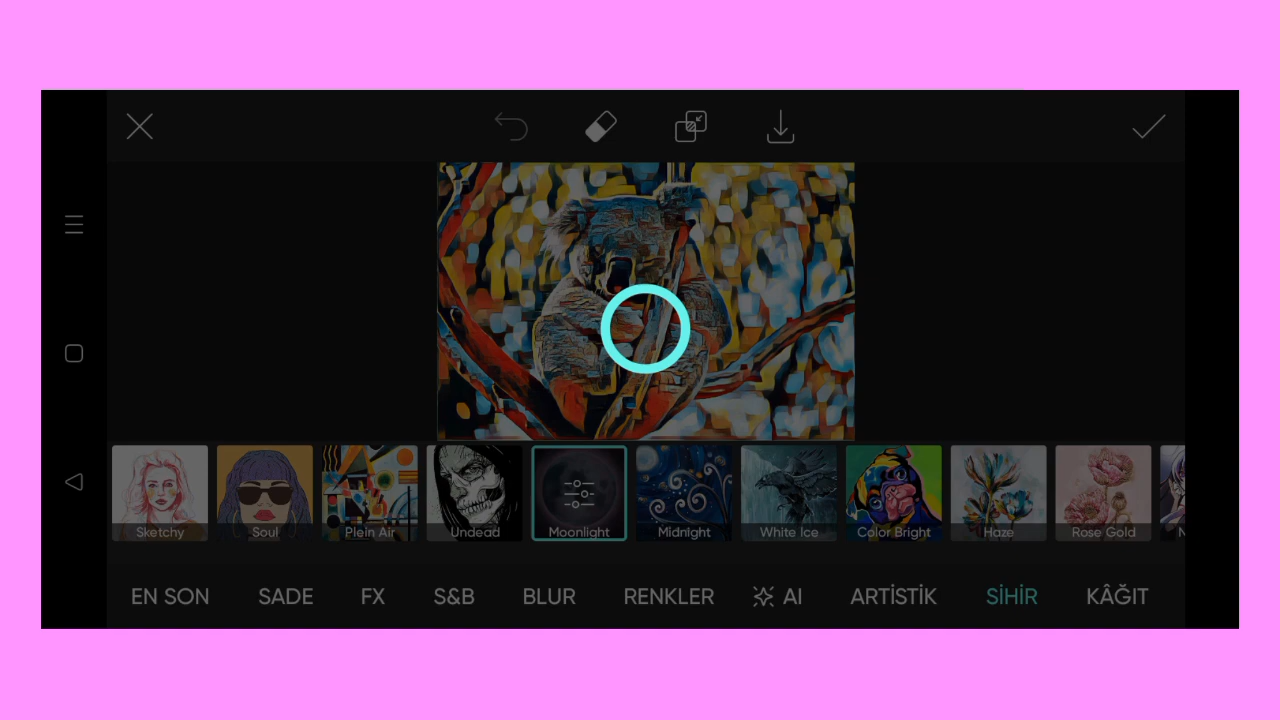 Sketchy
Soul
Plein Air
Undead
Moonlight
Midnight
White Ice
Color Bright
Haze
Rose Gold
EN SON
SADE
FX
S&B
BLUR
RENKLER
AI
ARTİSTİK
SİHİR
KÂĞIT